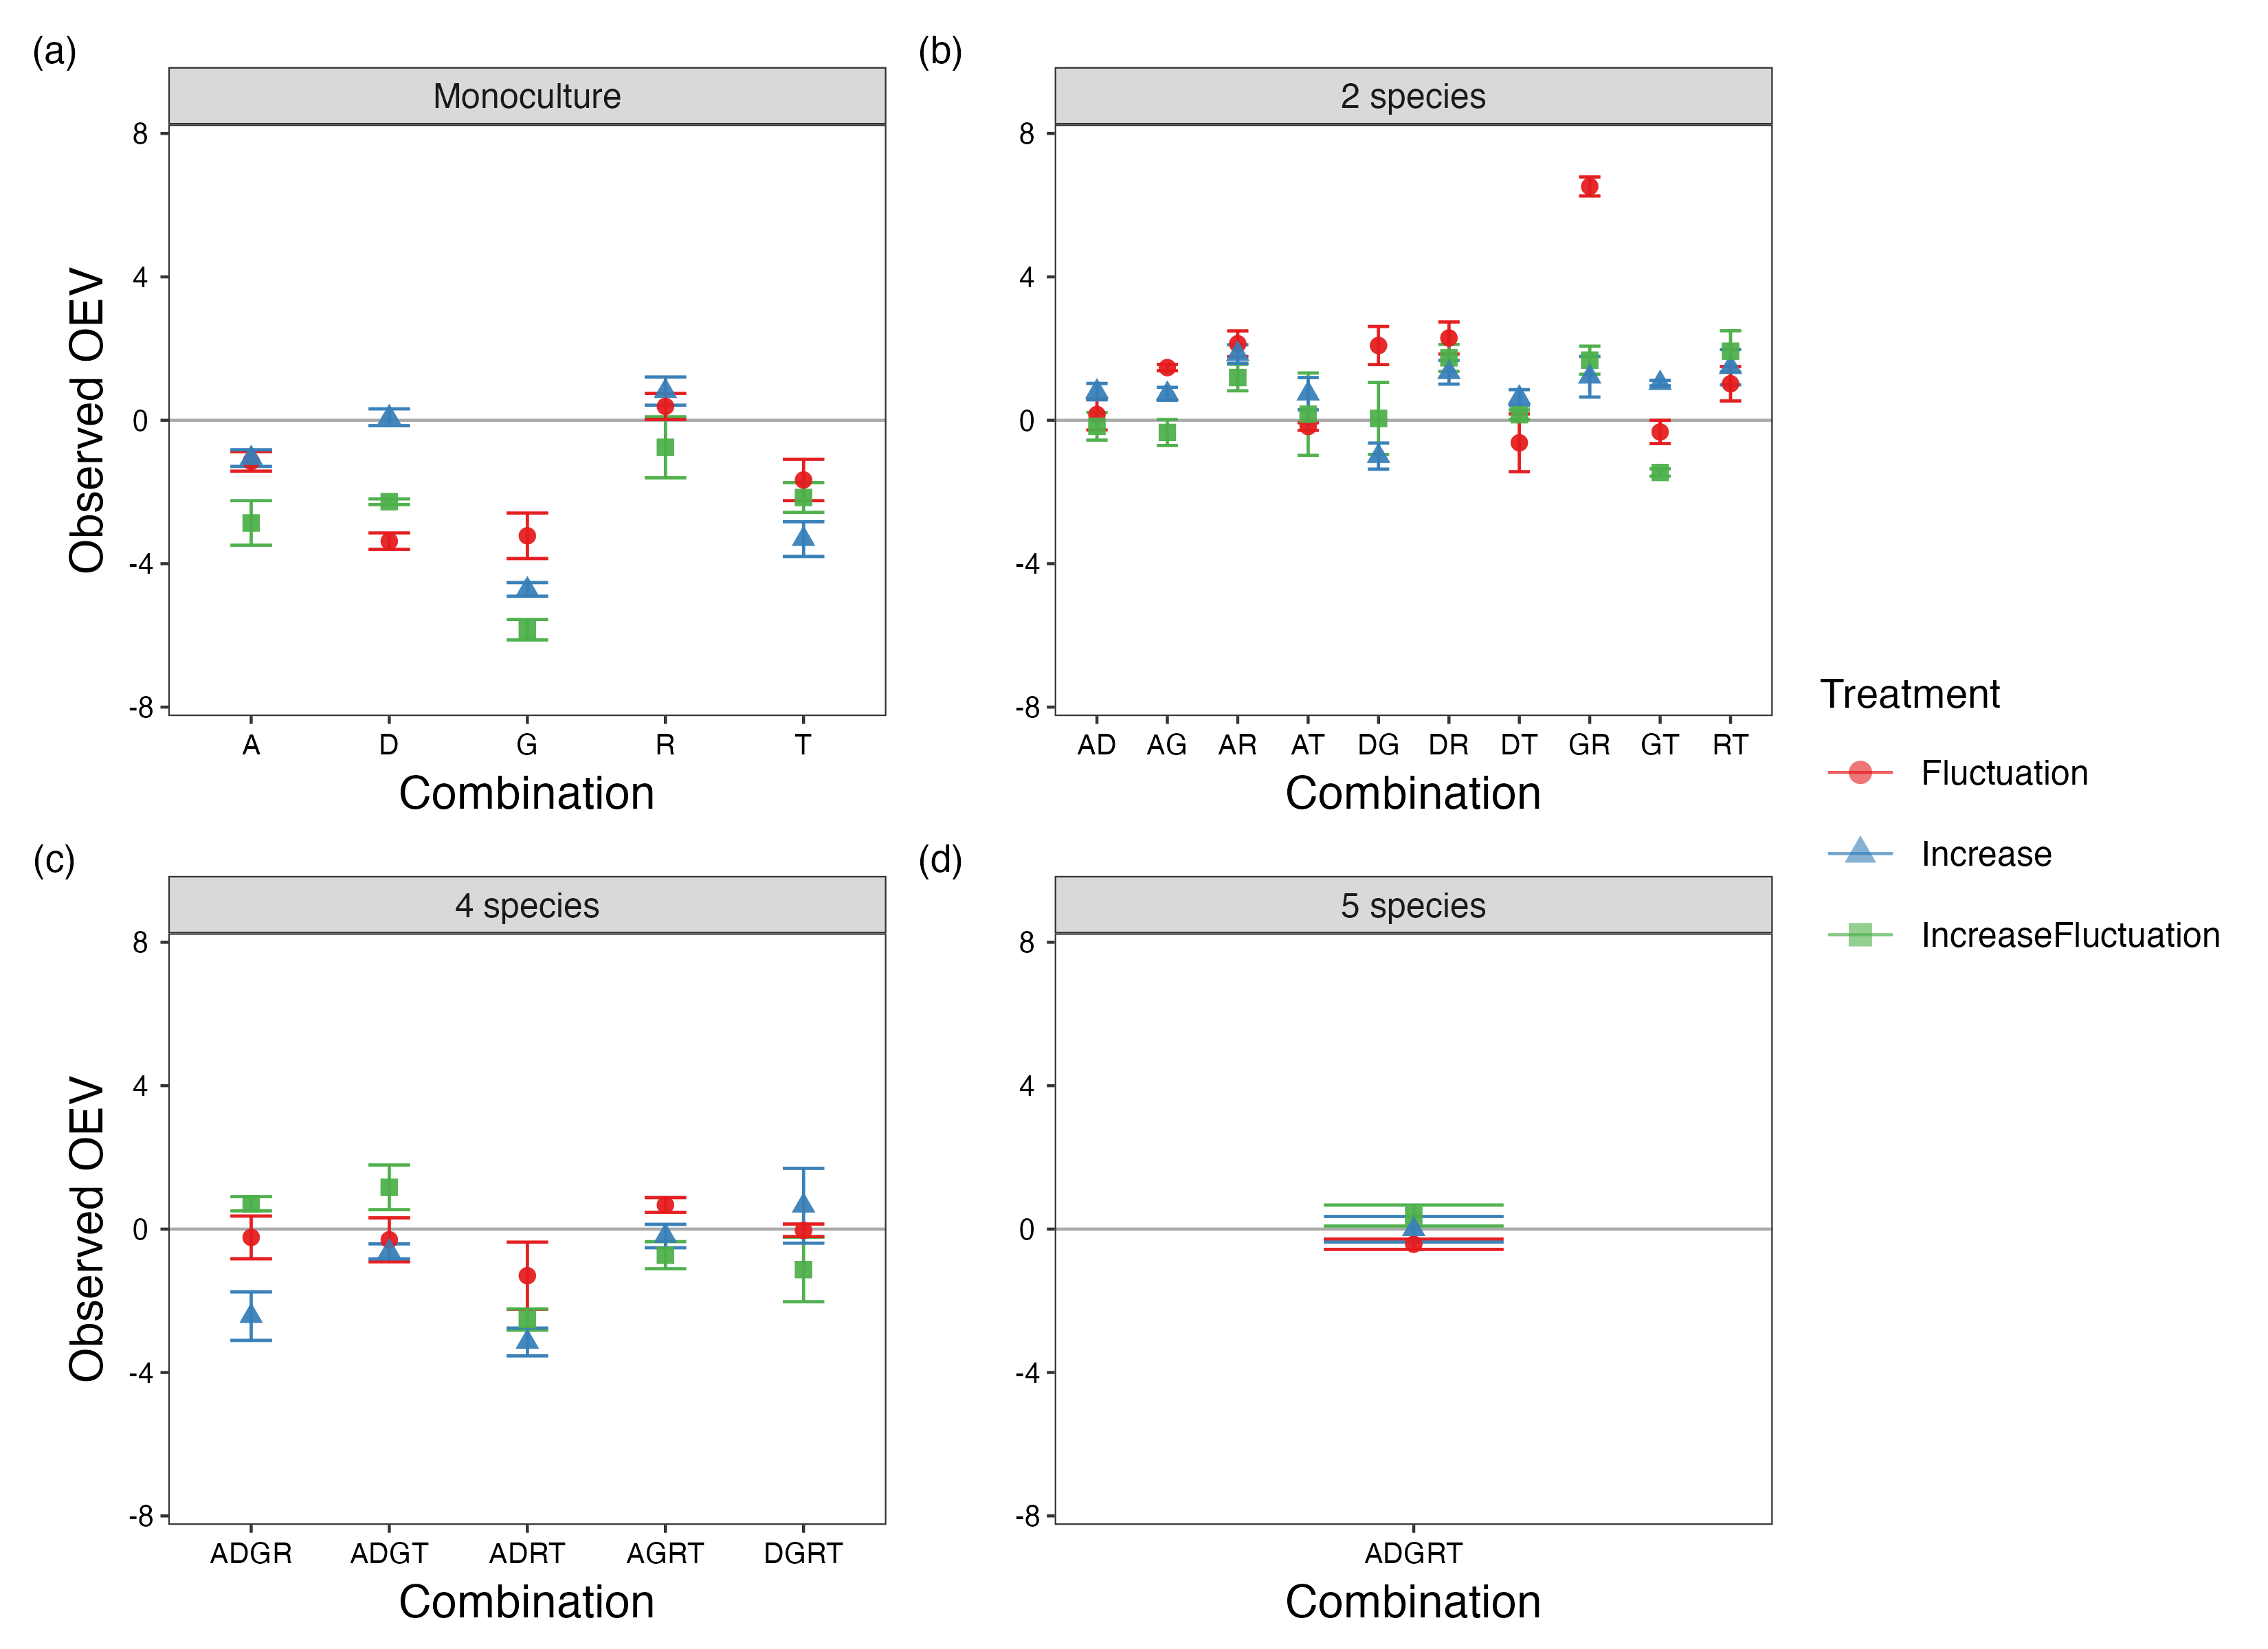 (a)
Monoculture
Observed OEV
8
4
0
-4
-8
A D G R T
Combination
(b)
2 species
8
4
0
-4
-8
AD AG AR AT DG DR DT GR GT RT
Combination
(c)
4 species
Observed OEV
8
4
0
-4
-8
ADGR ADGT ADRT AGRT DGRT
Combination
(d)
5 species
8
4
0
-4
-8
ADGRT
Combination
Treatment
Fluctuation
Increase
IncreaseFluctuation